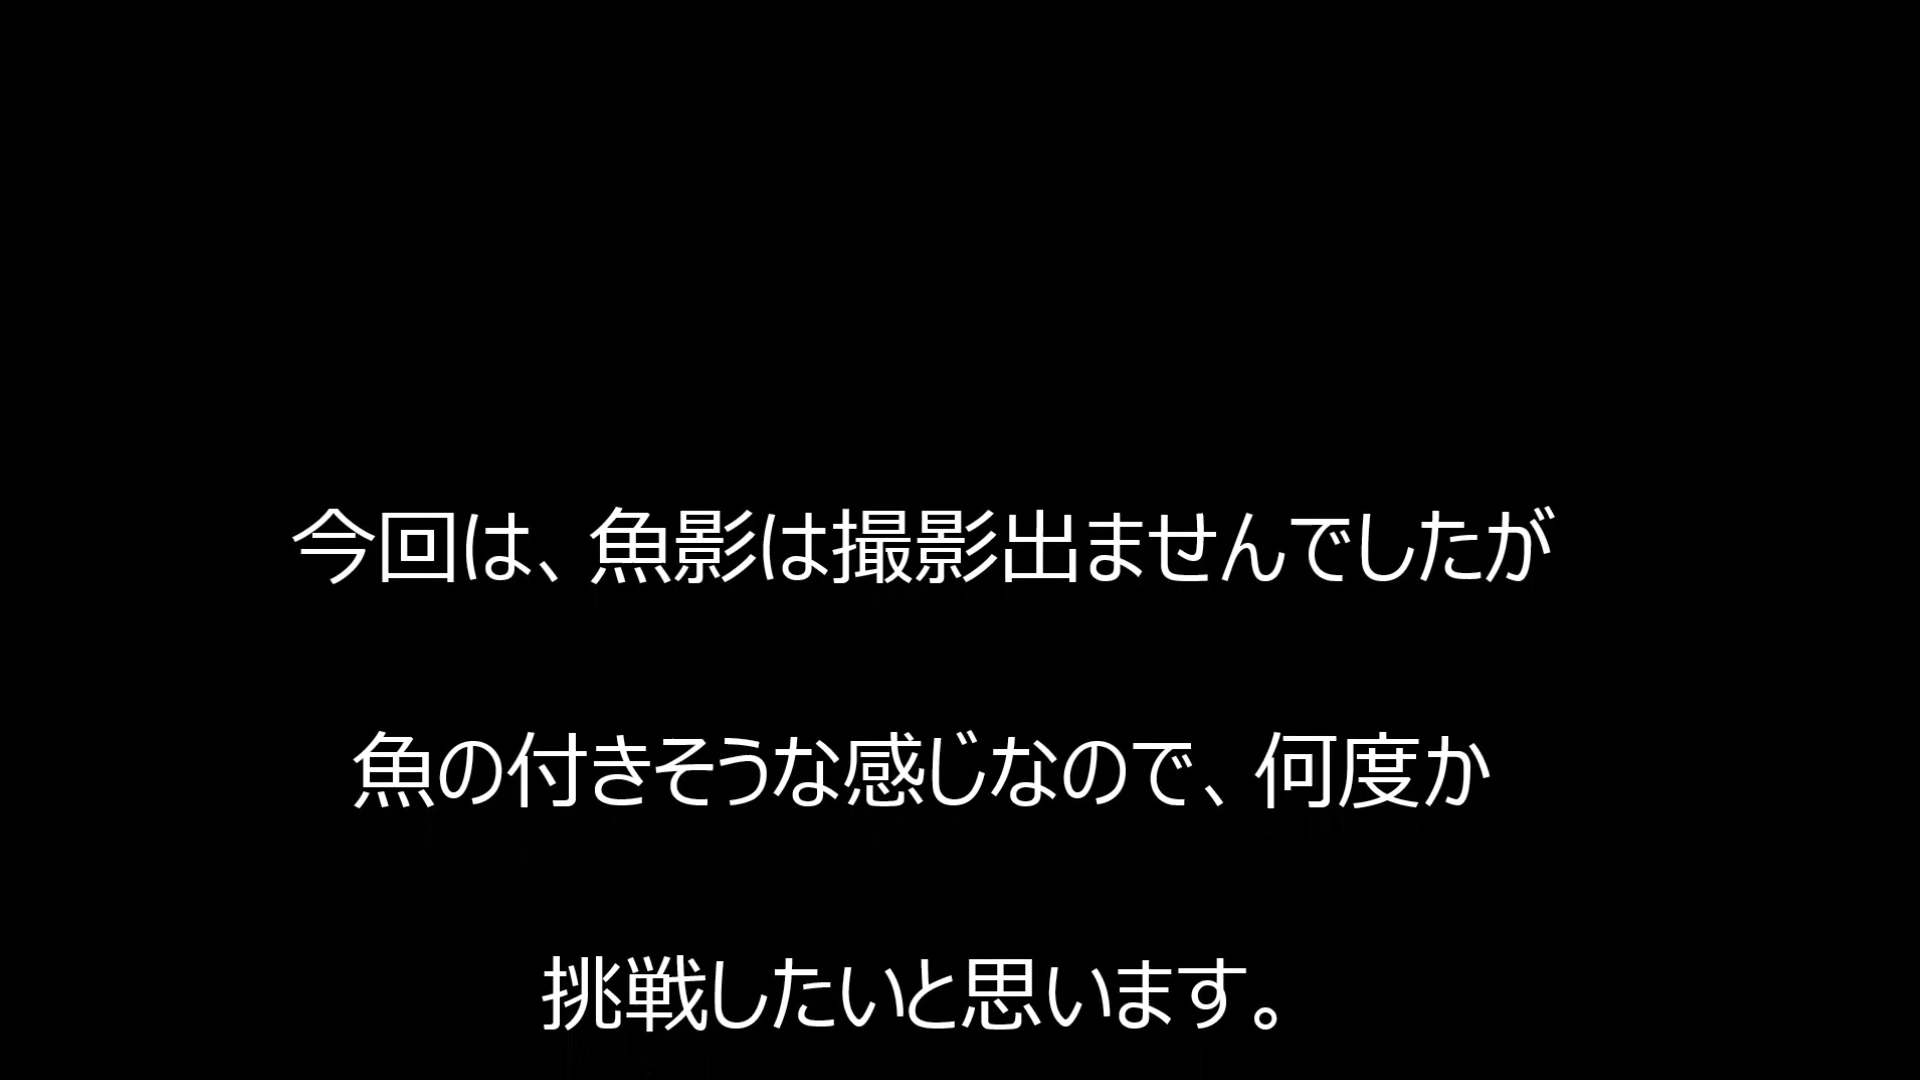 今回は、魚影は撮影出ませんでしたが
魚の付きそうな感じなので、何度か
挑戦したいと思います。